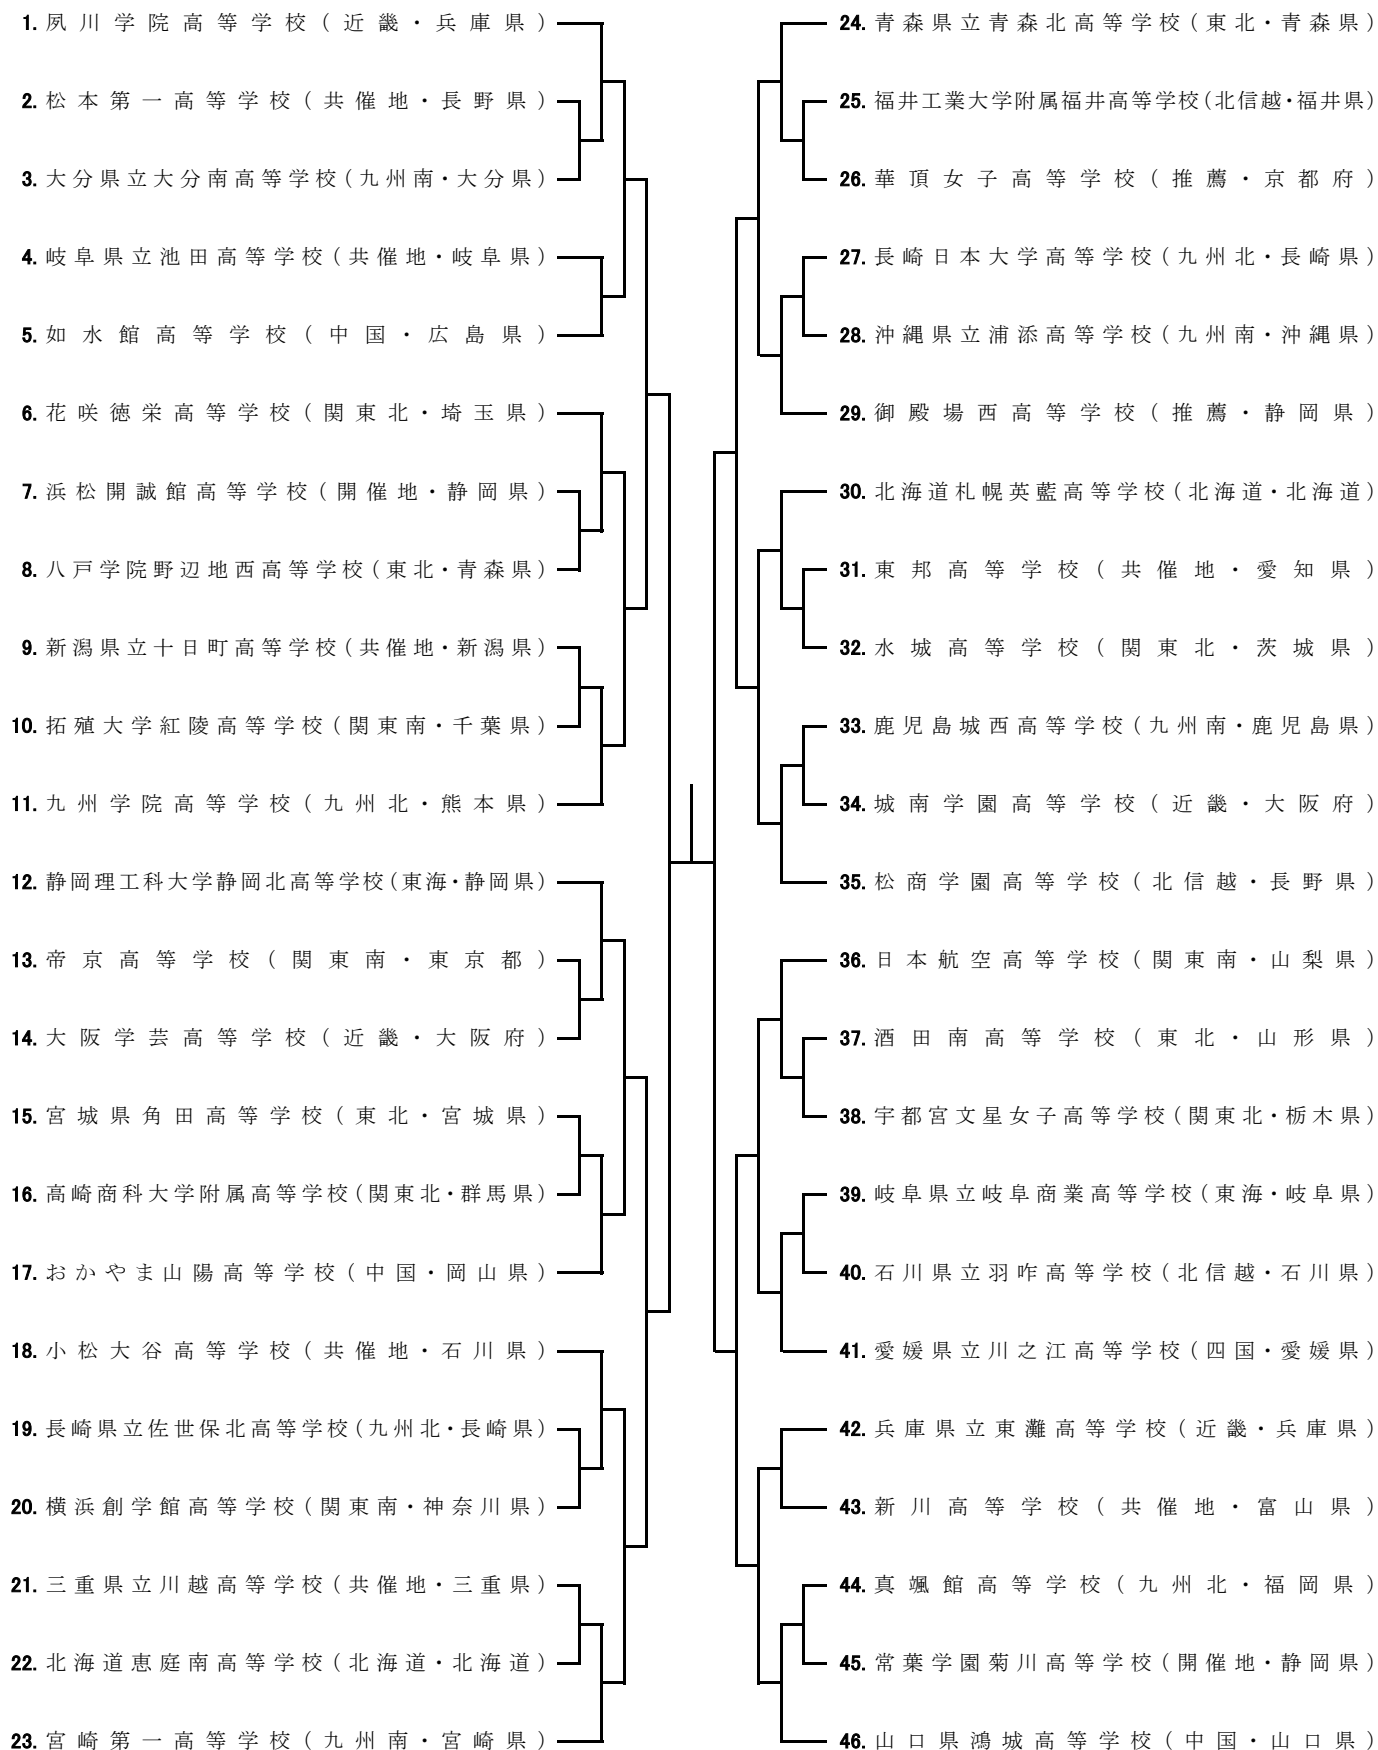 1. 夙川学院高等学校(近畿・兵庫県)
2. 松本第一高等学校(共催地・長野県)
3. 大分県立大分南高等学校(九州南・大分県)
4. 岐阜県立池田高等学校(共催地・岐阜県)
5. 如水館高等学校(中国・広島県)
6. 花咲徳栄高等学校(関東北・埼玉県)
7. 浜松開誠館高等学校(開催地・静岡県)
8. 八戸学院野辺地西高等学校(東北・青森県)
9. 新潟県立十日町高等学校(共催地・新潟県)
10. 拓殖大学紅陵高等学校(関東南・千葉県)
11. 九州学院高等学校(九州北・熊本県)
12. 静岡理工科大学静岡北高等学校(東海・静岡県)
13. 帝京高等学校(関東南・東京都)
14. 大阪学芸高等学校(近畿・大阪府)
15. 宮城県角田高等学校(東北・宮城県)
16. 高崎商科大学附属高等学校(関東北・群馬県)
17. おかやま山陽高等学校(中国・岡山県)
18. 小松大谷高等学校(共催地・石川県)
19. 長崎県立佐世保北高等学校(九州北・長崎県)
20. 横浜創学館高等学校(関東南・神奈川県)
21. 三重県立川越高等学校(共催地・三重県)
22. 北海道恵庭南高等学校(北海道・北海道)
23. 宮崎第一高等学校(九州南・宮崎県)
24. 青森県立青森北高等学校(東北・青森県)
25. 福井工業大学附属福井高等学校(北信越・福井県)
26. 華頂女子高等学校(推薦・京都府)
27. 長崎日本大学高等学校(九州北・長崎県)
28. 沖縄県立浦添高等学校(九州南・沖縄県)
29. 御殿場西高等学校(推薦・静岡県)
30. 北海道札幌英藍高等学校(北海道・北海道)
31. 東邦高等学校(共催地・愛知県)
32. 水城高等学校(関東北・茨城県)
33. 鹿児島城西高等学校(九州南・鹿児島県)
34. 城南学園高等学校(近畿・大阪府)
35. 松商学園高等学校(北信越・長野県)
36. 日本航空高等学校(関東南・山梨県)
37. 酒田南高等学校(東北・山形県)
38. 宇都宮文星女子高等学校(関東北・栃木県)
39. 岐阜県立岐阜商業高等学校(東海・岐阜県)
40. 石川県立羽咋高等学校(北信越・石川県)
41. 愛媛県立川之江高等学校(四国・愛媛県)
42. 兵庫県立東灘高等学校(近畿・兵庫県)
43. 新川高等学校(共催地・富山県)
44. 真颯館高等学校(九州北・福岡県)
45. 常葉学園菊川高等学校(開催地・静岡県)
46. 山口県鴻城高等学校(中国・山口県)